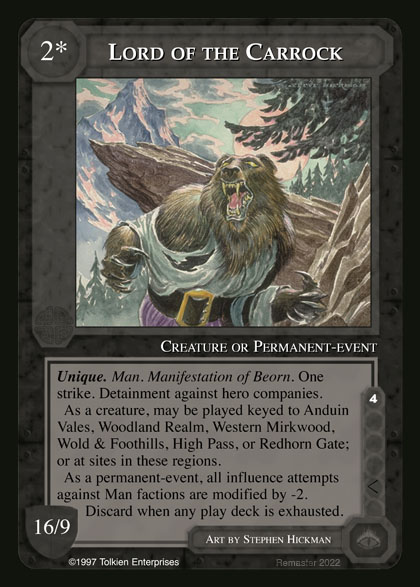 2*
LORD OF THE CARROCK
CREATURE OR PERMANENT-EVENT
Unique. Man. Manifestation of Beorn. One
strike. Detainment against hero companies.
As a creature, may be played keyed to Anduin
Vales, Woodland Realm, Western Mirkwood,
Wold & Foothills, High Pass, or Redhorn Gate;
or at sites in these regions.
As a permanent-event, all influence attempts
against Man factions are modified by -2.
Discard when any play deck is exhausted.
4
16/9
ART BY STEPHEN HICKMAN
©1997 Tolkien Enterprises
Remaster 2022